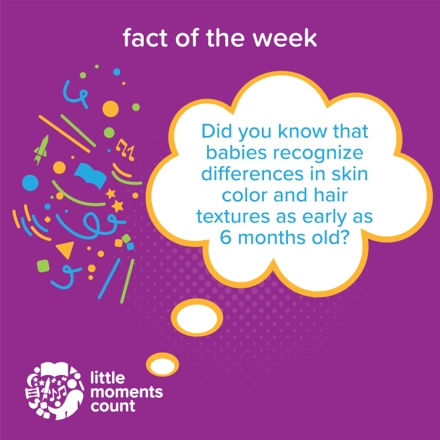 fact of the week
Did you know that
babies recognize
differences in skin
color and hair
textures as early as
6 months old?
little
moments
count